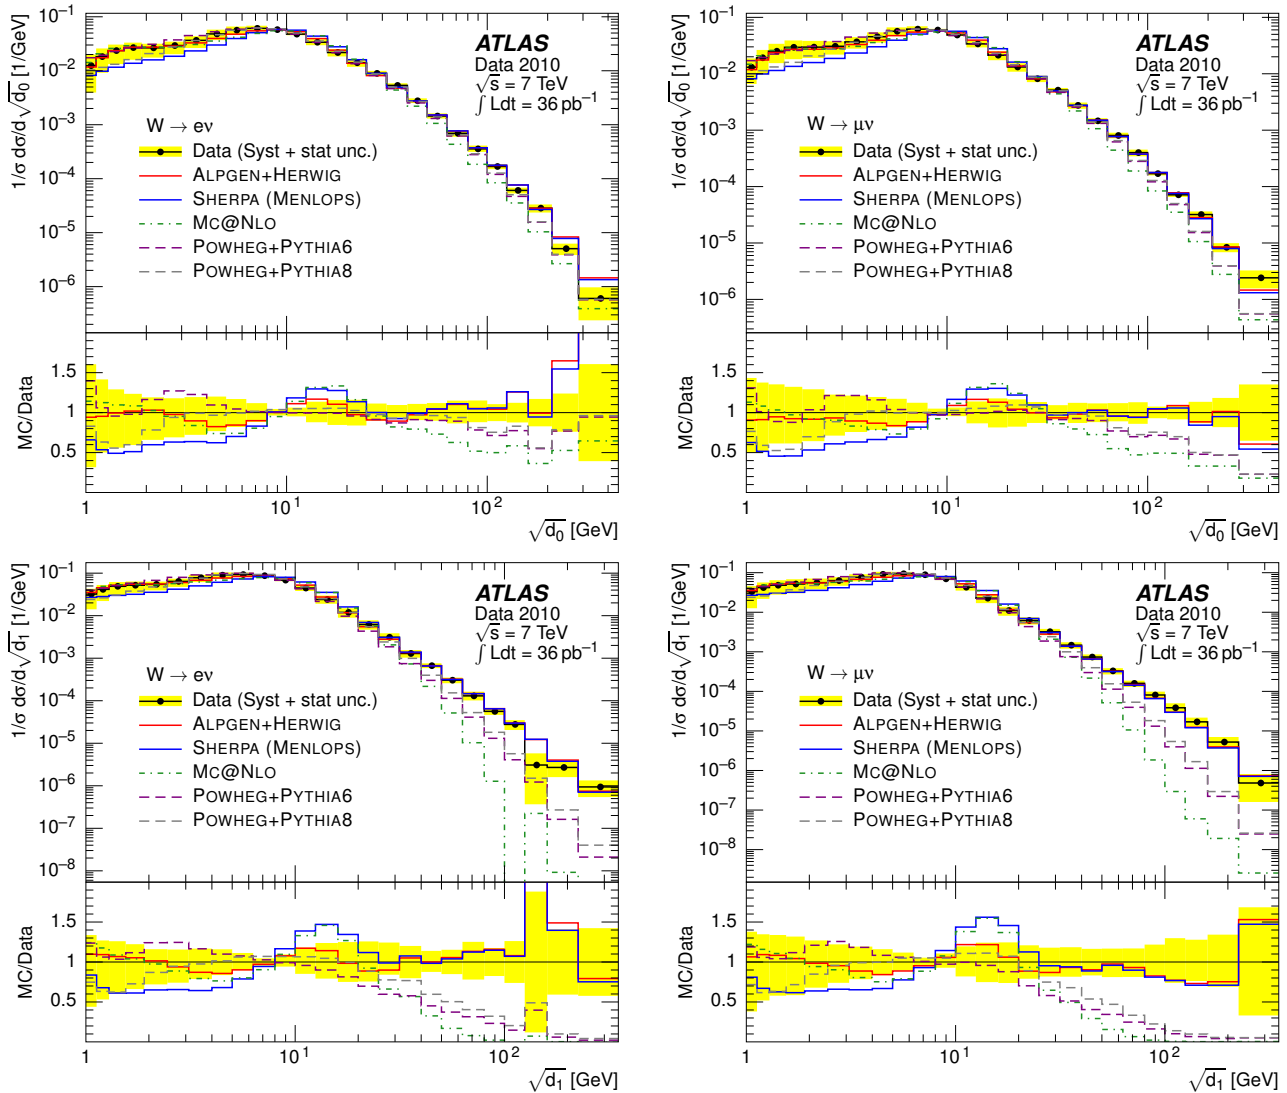 1/σ dσ/d√d₀ [1/GeV]
10⁻¹
10⁻²
10⁻³
10⁻⁴
10⁻⁵
10⁻⁶
ATLAS
Data 2010
√s = 7 TeV
∫ Ldt = 36 pb⁻¹
W → eν
Data (Syst + stat unc.)
ALPGEN+HERWIG
SHERPA (MENLOPS)
MC@NLO
POWHEG+PYTHIA6
POWHEG+PYTHIA8
MC/Data
1.5
1
0.5
1
10¹
10²
√d₀ [GeV]
1/σ dσ/d√d₀ [1/GeV]
10⁻¹
10⁻²
10⁻³
10⁻⁴
10⁻⁵
10⁻⁶
ATLAS
Data 2010
√s = 7 TeV
∫ Ldt = 36 pb⁻¹
W → μν
Data (Syst + stat unc.)
ALPGEN+HERWIG
SHERPA (MENLOPS)
MC@NLO
POWHEG+PYTHIA6
POWHEG+PYTHIA8
MC/Data
1.5
1
0.5
1
10¹
10²
√d₀ [GeV]
1/σ dσ/d√d₁ [1/GeV]
10⁻¹
10⁻²
10⁻³
10⁻⁴
10⁻⁵
10⁻⁶
10⁻⁷
10⁻⁸
ATLAS
Data 2010
√s = 7 TeV
∫ Ldt = 36 pb⁻¹
W → eν
Data (Syst + stat unc.)
ALPGEN+HERWIG
SHERPA (MENLOPS)
MC@NLO
POWHEG+PYTHIA6
POWHEG+PYTHIA8
MC/Data
1.5
1
0.5
1
10¹
10²
√d₁ [GeV]
1/σ dσ/d√d₁ [1/GeV]
10⁻¹
10⁻²
10⁻³
10⁻⁴
10⁻⁵
10⁻⁶
10⁻⁷
10⁻⁸
ATLAS
Data 2010
√s = 7 TeV
∫ Ldt = 36 pb⁻¹
W → μν
Data (Syst + stat unc.)
ALPGEN+HERWIG
SHERPA (MENLOPS)
MC@NLO
POWHEG+PYTHIA6
POWHEG+PYTHIA8
MC/Data
1.5
1
0.5
1
10¹
10²
√d₁ [GeV]